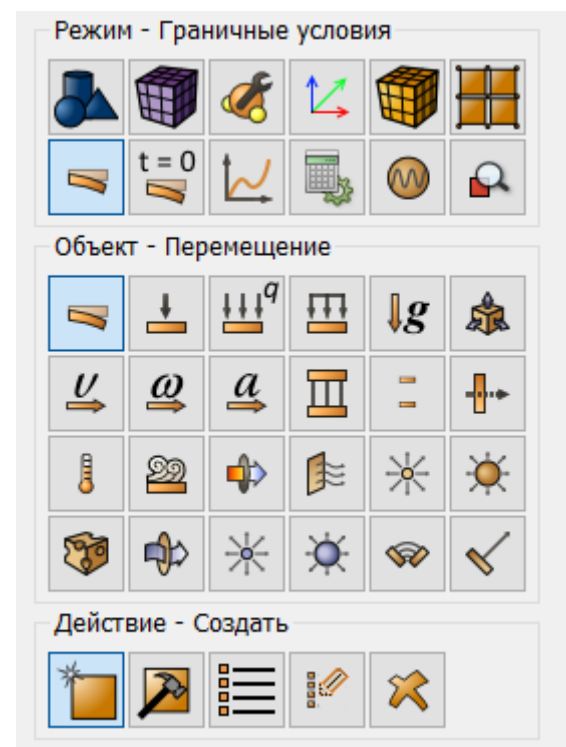 Режим - Граничные условия
t = 0
Объект - Перемещение
q
g
υ ω a
Действие - Создать